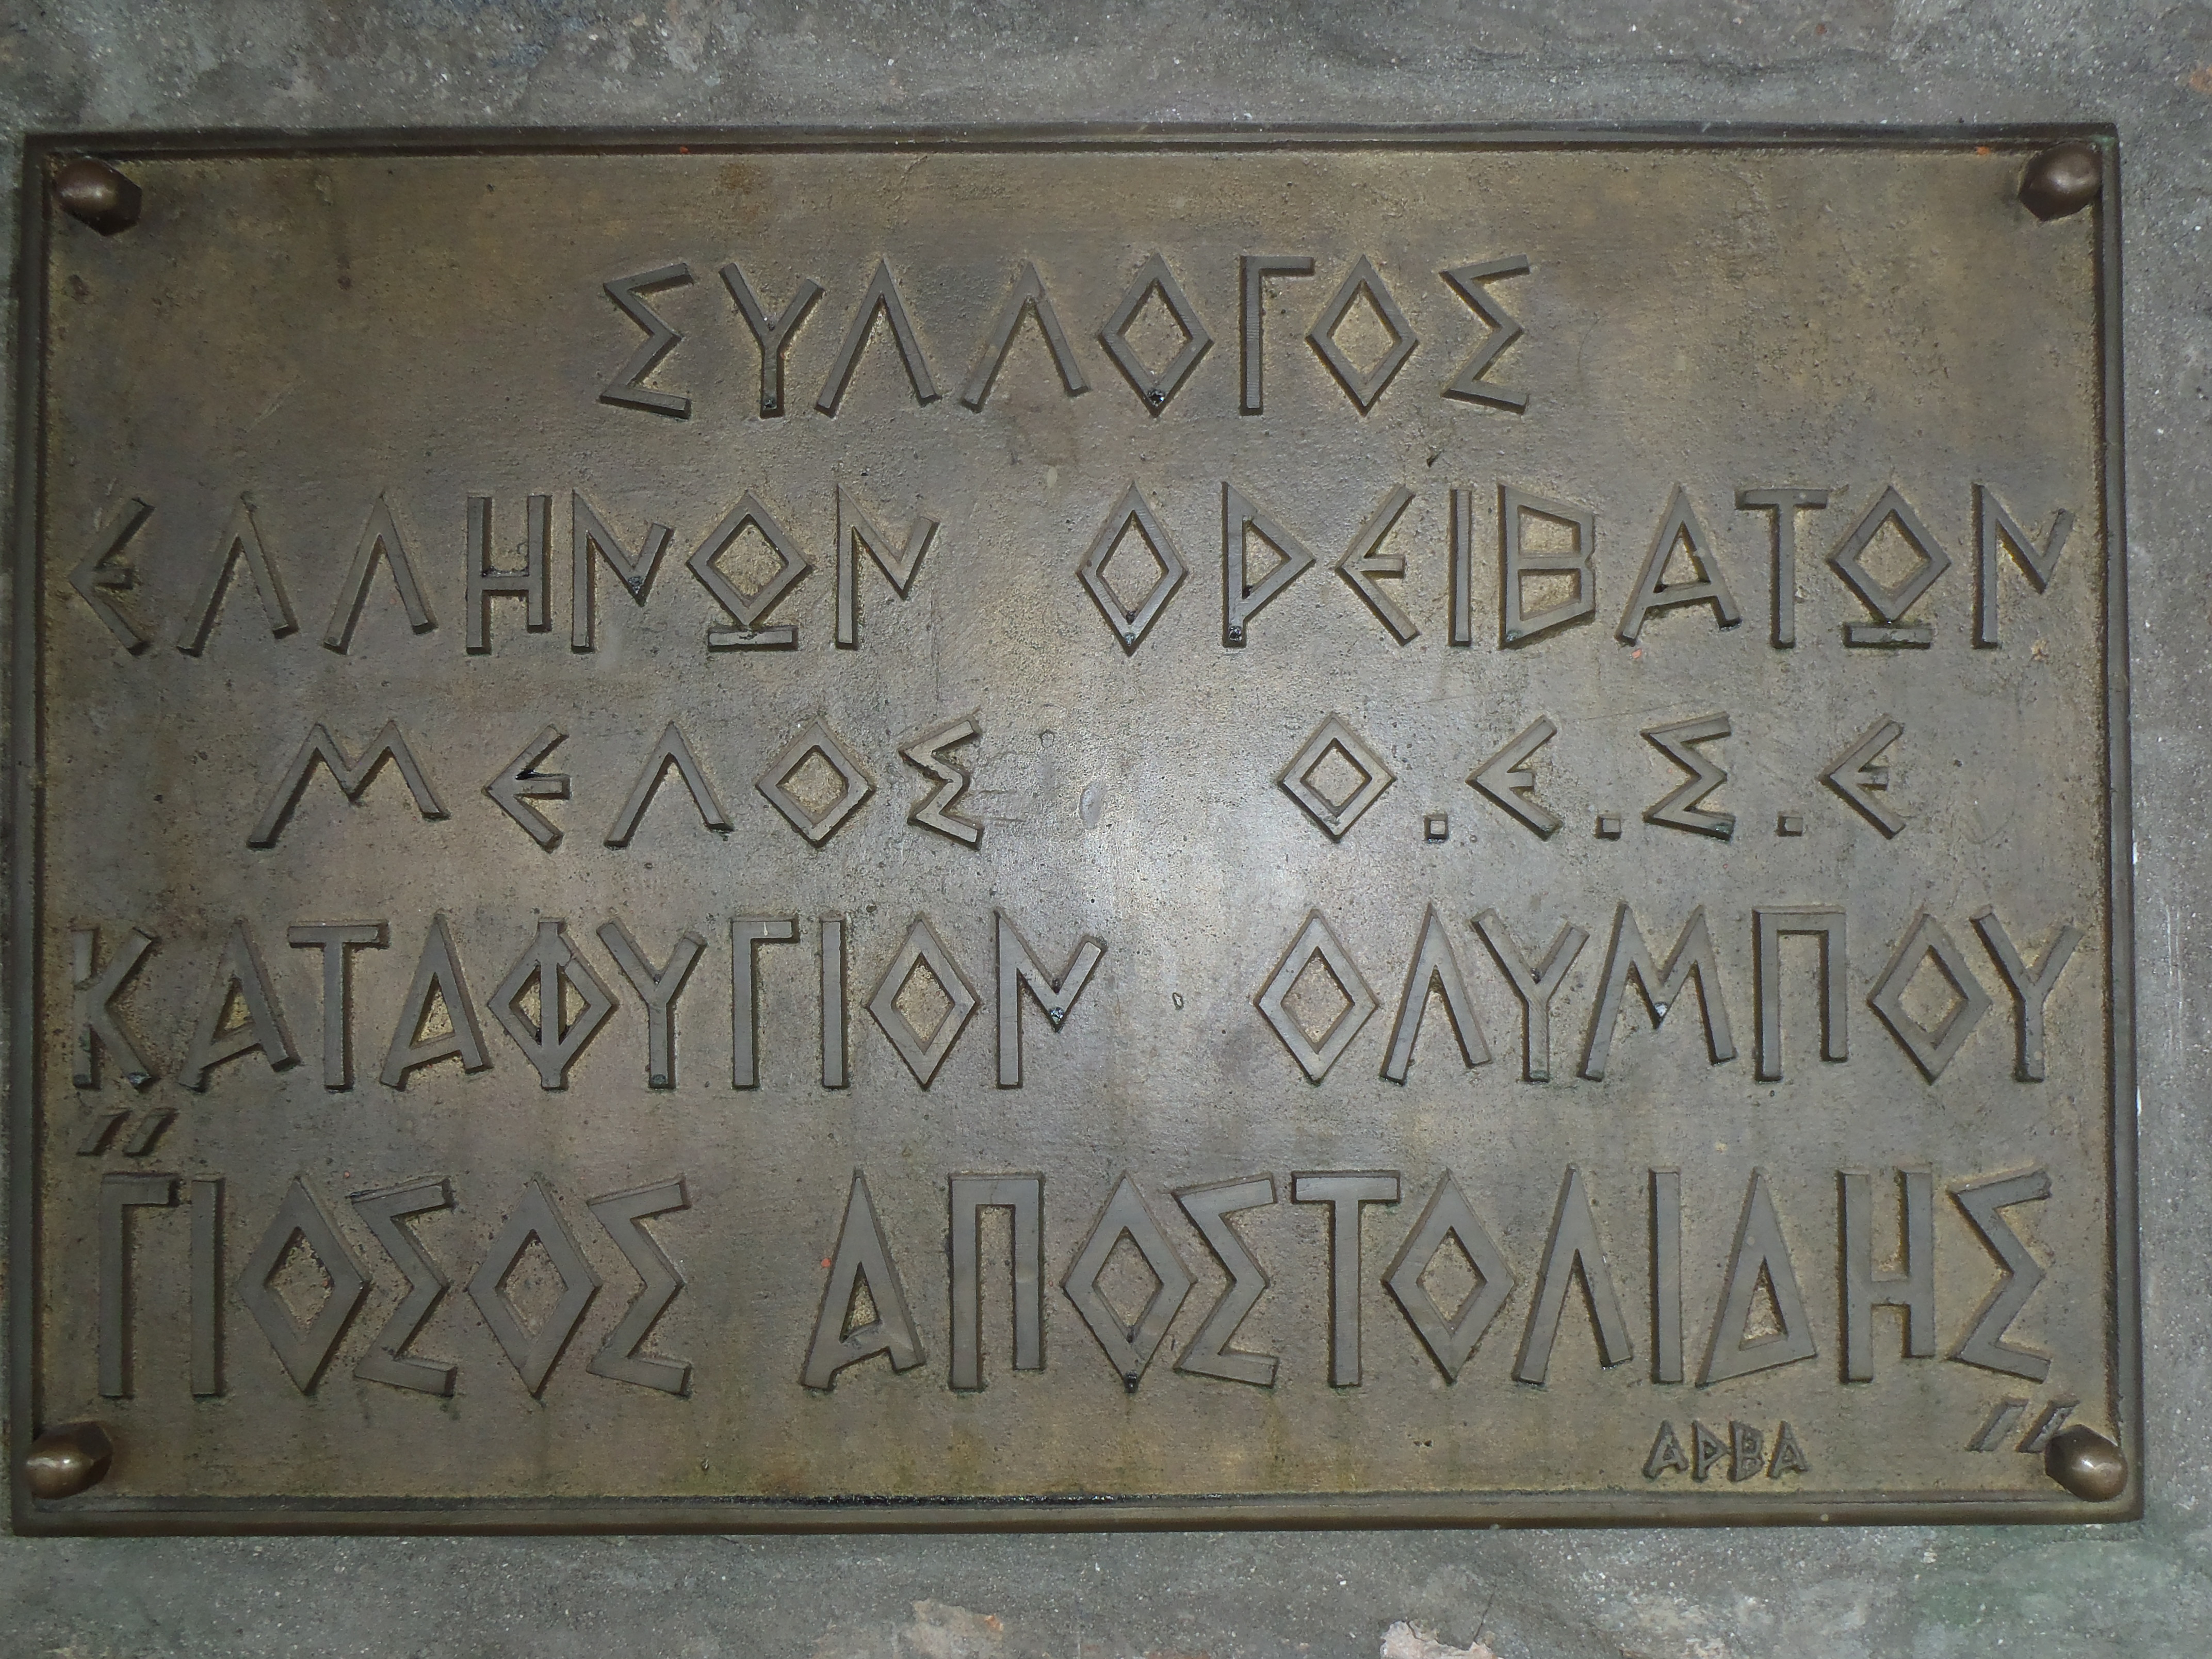 ΣΥΛΛΟΓΟΣ
ΕΛΛΗΝΩΝ ΟΡΕΙΒΑΤΩΝ
ΜΕΛΟΣ Ο.Ε.Σ.Ε
ΚΑΤΑΦΥΓΙΟΝ ΟΛΥΜΠΟΥ
"ΓΙΟΣΟΣ ΑΠΟΣΤΟΛΙΔΗΣ"
ΑΡΒΑ